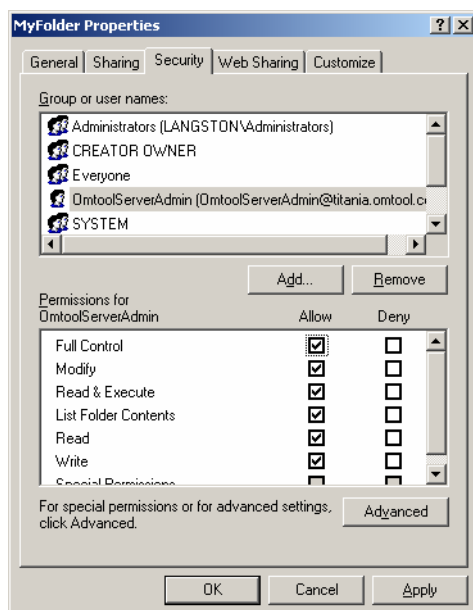 MyFolder Properties
General Sharing Security Web Sharing Customize
Group or user names:
Administrators (LANGSTON\Administrators)
CREATOR OWNER
Everyone
OmtoolServerAdmin (OmtoolServerAdmin@titania.omtool.c
SYSTEM
Add... Remove
Permissions for
OmtoolServerAdmin Allow Deny
Full Control
Modify
Read & Execute
List Folder Contents
Read
Write
Special Permissions
For special permissions or for advanced settings,
click Advanced.
Advanced
OK Cancel Apply